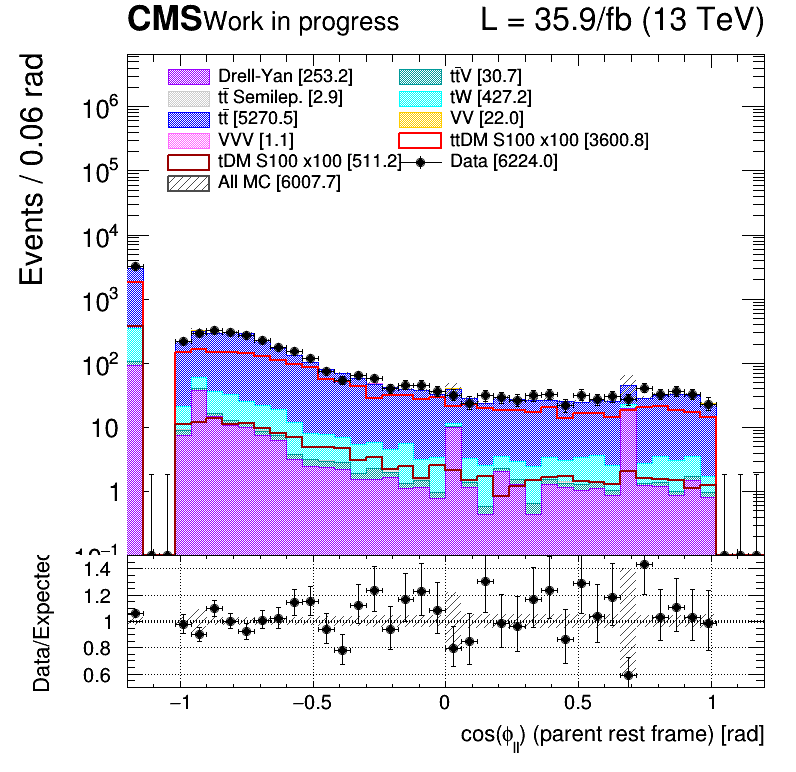 CMS Work in progress L = 35.9/fb (13 TeV)
Events / 0.06 rad
Drell-Yan [253.2] tt̄V [30.7]
tt̄ Semilep. [2.9] tW [427.2]
tt̄ [5270.5] VV [22.0]
VVV [1.1] ttDM S100 x100 [3600.8]
tDM S100 x100 [511.2] Data [6224.0]
All MC [6007.7]
10⁶
10⁵
10⁴
10³
10²
10
1
10⁻¹
Data/Expected
1.4
1.2
1
0.8
0.6
−1 −0.5 0 0.5 1
cos(ϕ_ll) (parent rest frame) [rad]